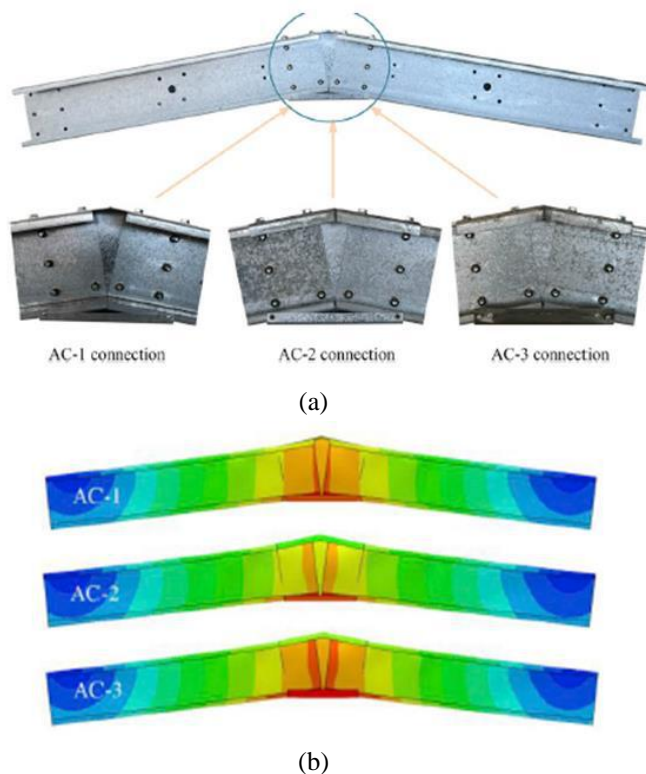 AC-1 connection
AC-2 connection
AC-3 connection
(a)
AC-1
AC-2
AC-3
(b)